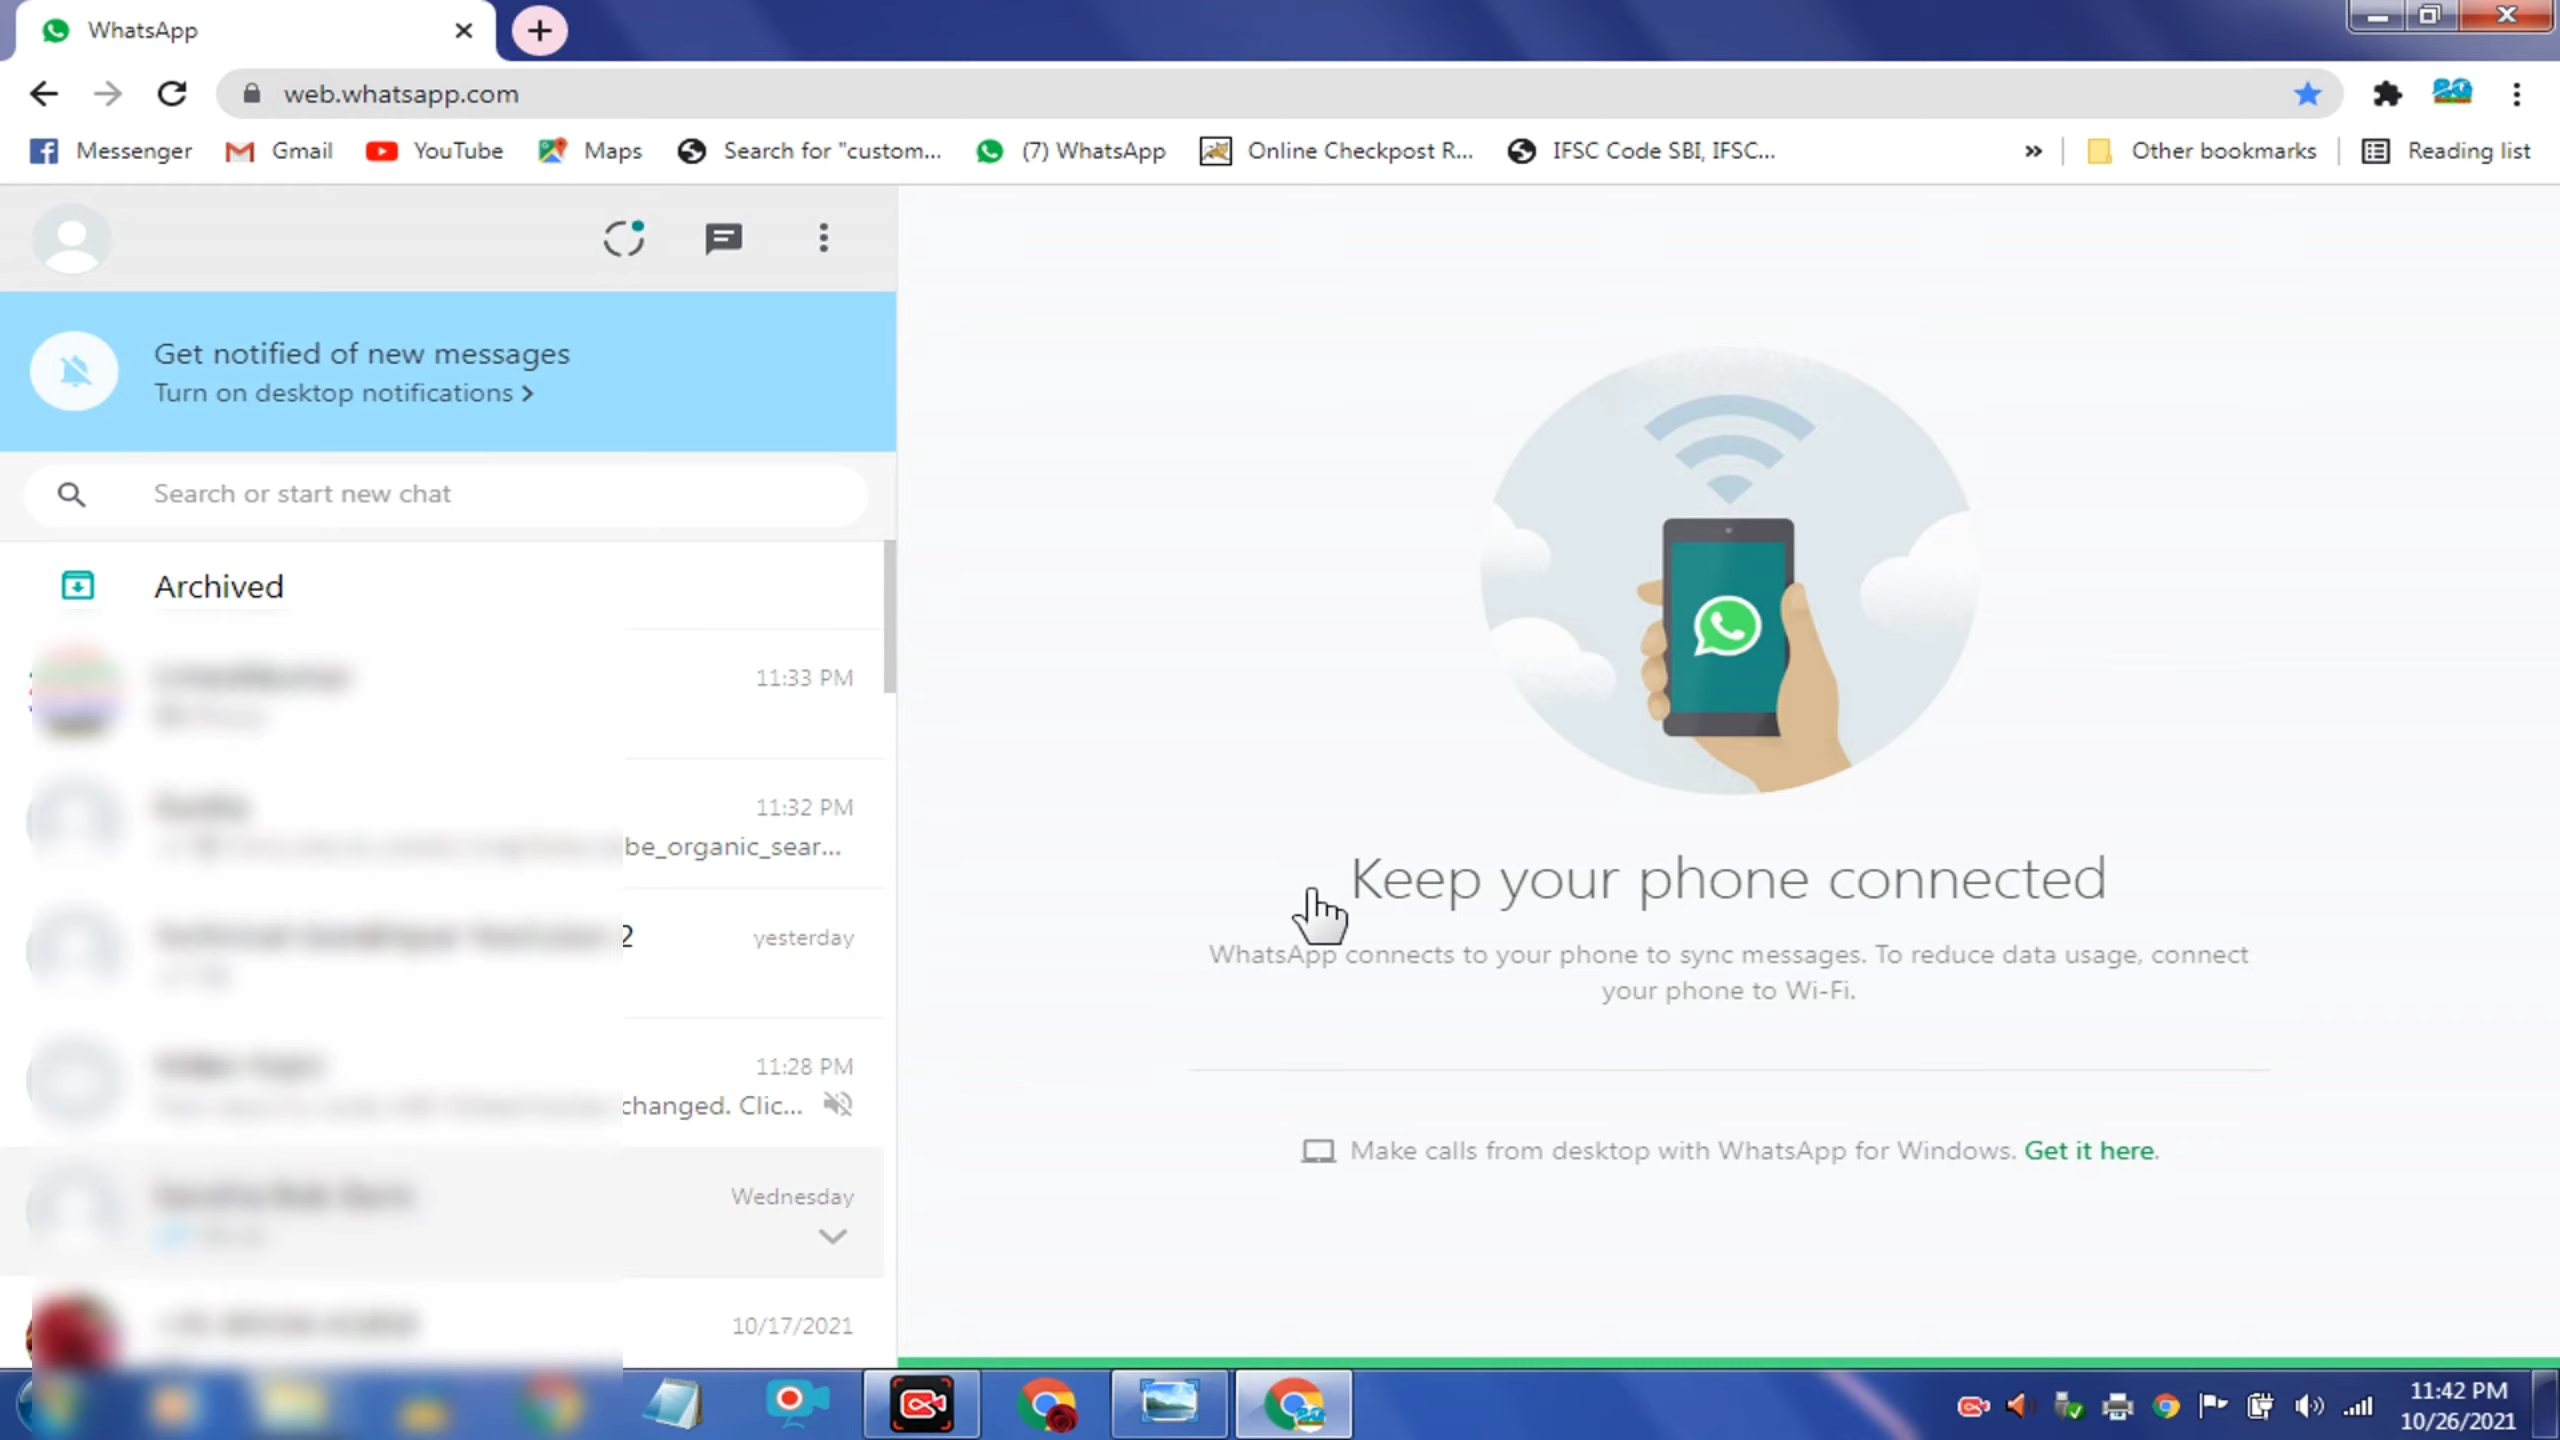 WhatsApp
web.whatsapp.com
Messenger Gmail YouTube Maps Search for "custom... (7) WhatsApp Online Checkpost R... IFSC Code SBI, IFSC... » Other bookmarks Reading list
Get notified of new messages
Turn on desktop notifications >
Search or start new chat
Archived
11:33 PM
11:32 PM
be_organic_sear...
2 yesterday
11:28 PM
changed. Clic...
Wednesday
10/17/2021
Keep your phone connected
WhatsApp connects to your phone to sync messages. To reduce data usage, connect
your phone to Wi-Fi.
Make calls from desktop with WhatsApp for Windows. Get it here.
11:42 PM
10/26/2021